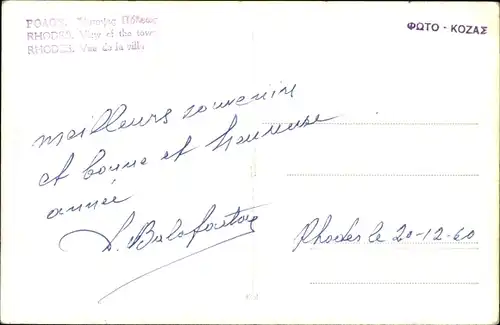 ΡΟΔΟΣ. Άποψις Πόλεως
RHODES. View of the town
RHODES. Vue de la ville
ΦΩΤΟ - ΚΟΖΑΣ
meilleurs souvenirs
et bonne et heureuse
année
Rhodes le 20-12-60